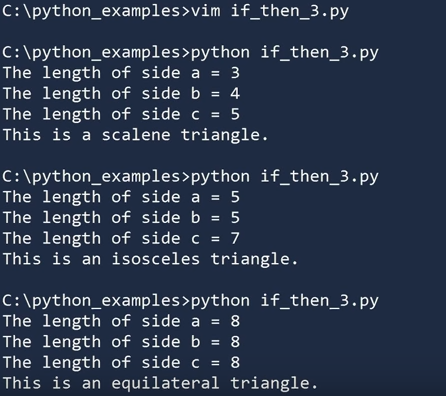 C:\python_examples>vim if_then_3.py
C:\python_examples>python if_then_3.py
The length of side a = 3
The length of side b = 4
The length of side c = 5
This is a scalene triangle.
C:\python_examples>python if_then_3.py
The length of side a = 5
The length of side b = 5
The length of side c = 7
This is an isosceles triangle.
C:\python_examples>python if_then_3.py
The length of side a = 8
The length of side b = 8
The length of side c = 8
This is an equilateral triangle.